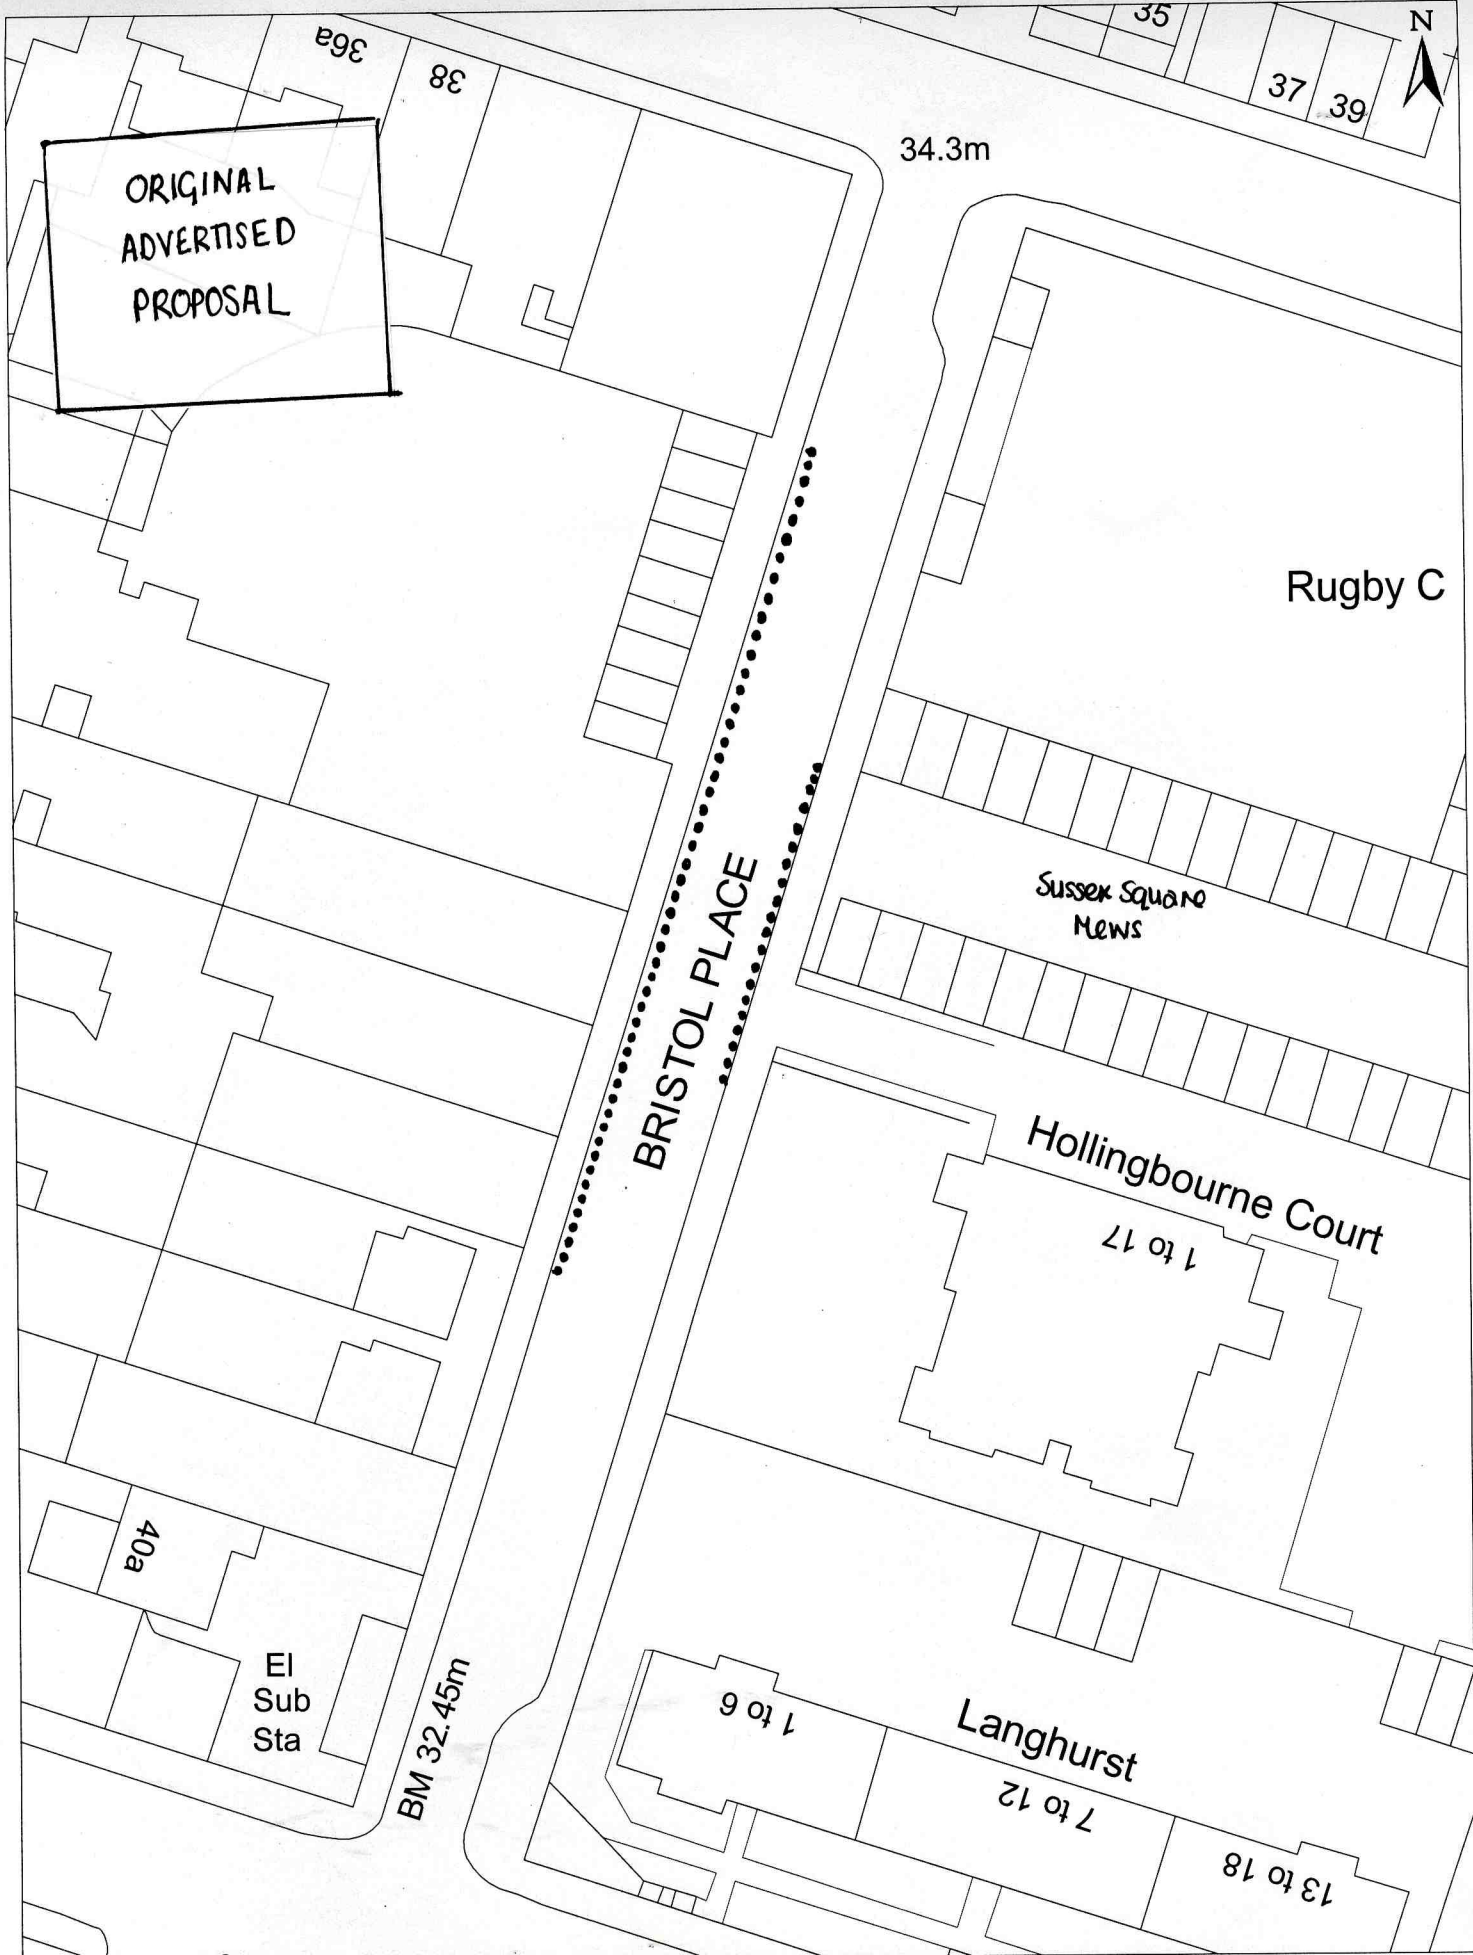 36a
38
35
N
37
39
34.3m
ORIGINAL
ADVERTISED
PROPOSAL
Rugby C
Sussex Square
Mews
BRISTOL PLACE
Hollingbourne Court
1 to 17
40a
El
Sub
Sta
BM 32.45m
1 to 6
Langhurst
7 to 12
13 to 18